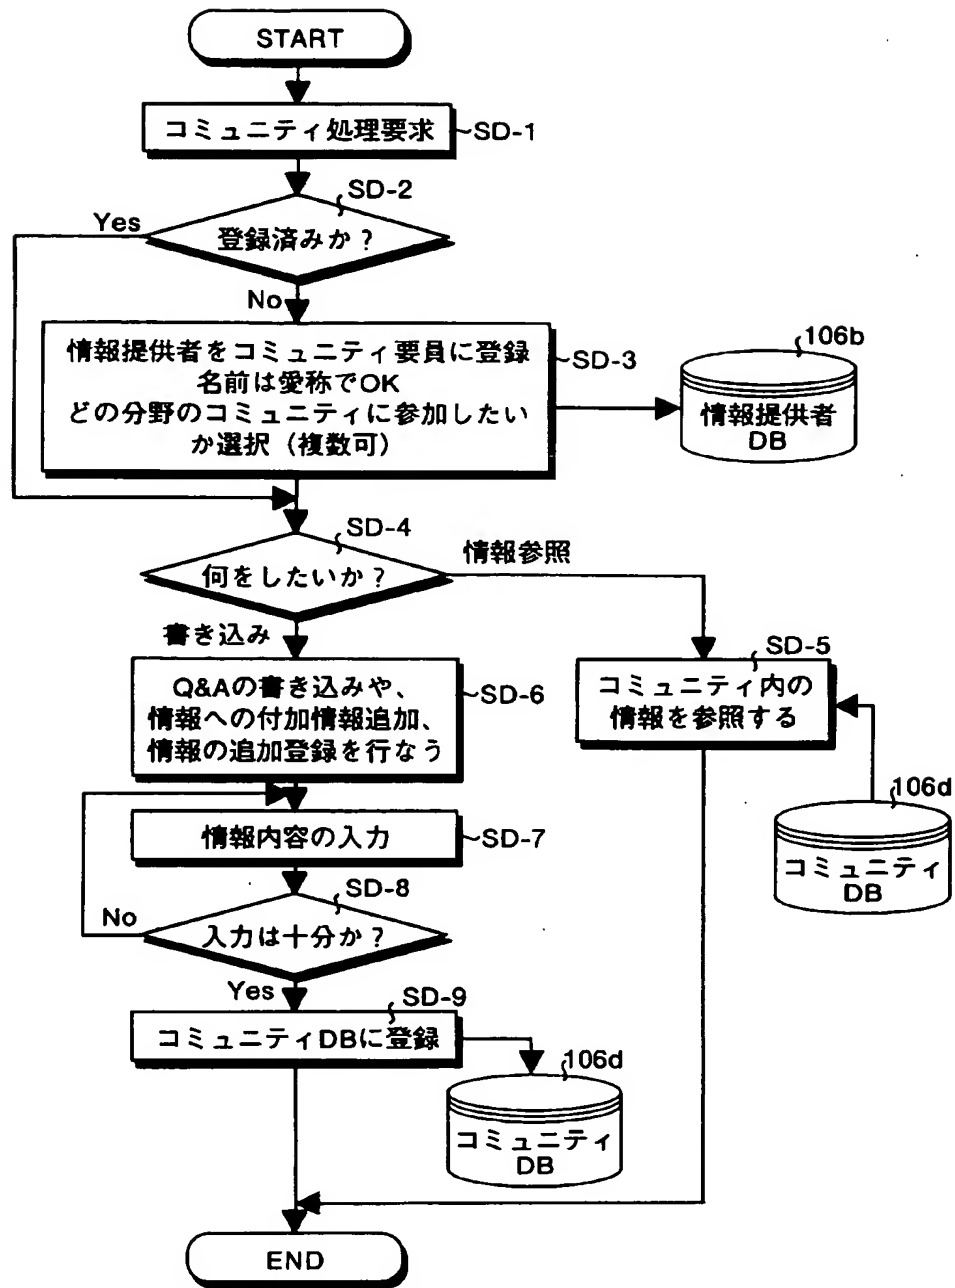 START
コミュニティ処理要求
SD-1
SD-2
Yes
登録済みか?
No
情報提供者をコミュニティ要員に登録
名前は愛称でOK
どの分野のコミュニティに参加したい
か選択(複数可)
SD-3
106b
情報提供者
DB
SD-4
何をしたいか?
情報参照
書き込み
SD-5
コミュニティ内の
情報を参照する
Q&Aの書き込みや、
情報への付加情報追加、
情報の追加登録を行なう
SD-6
106d
コミュニティ
DB
情報内容の入力
SD-7
SD-8
No
入力は十分か?
Yes
SD-9
コミュニティDBに登録
106d
コミュニティ
DB
END